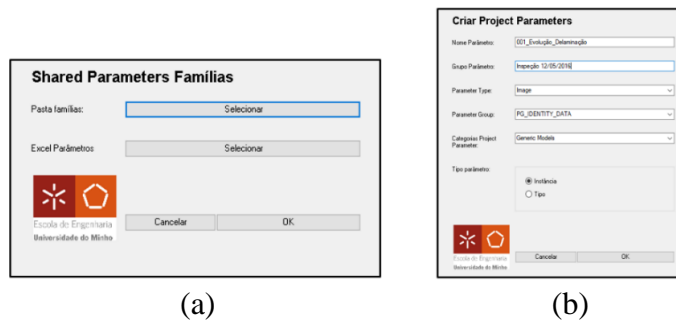 Shared Parameters Famílias
Pasta famílias:
Selecionar
Excel Parâmetros
Selecionar
Escola de Engenharia
Universidade do Minho
Cancelar
OK
(a)
Criar Project Parameters
Nome Parâmetro:
001_Evolução_Delaminação
Grupo Parâmetro:
Inspeção 12/05/2016
Parameter Type:
Image
Parameter Group:
PG_IDENTITY_DATA
Categorias Project
Parameter:
Generic Models
Tipo parâmetro:
Instância
Tipo
Escola de Engenharia
Universidade do Minho
Cancelar
OK
(b)